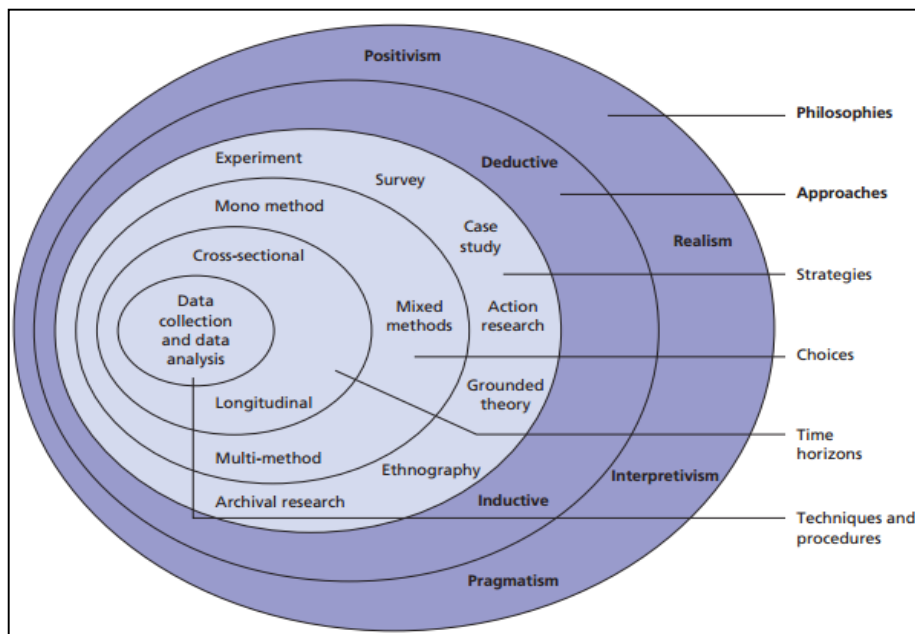 Positivism
Philosophies
Experiment
Deductive
Survey
Approaches
Mono method
Case
study
Realism
Cross-sectional
Strategies
Data
collection
and data
analysis
Mixed
methods
Action
research
Choices
Grounded
theory
Longitudinal
Time
horizons
Multi-method
Ethnography
Interpretivism
Archival research
Inductive
Techniques and
procedures
Pragmatism